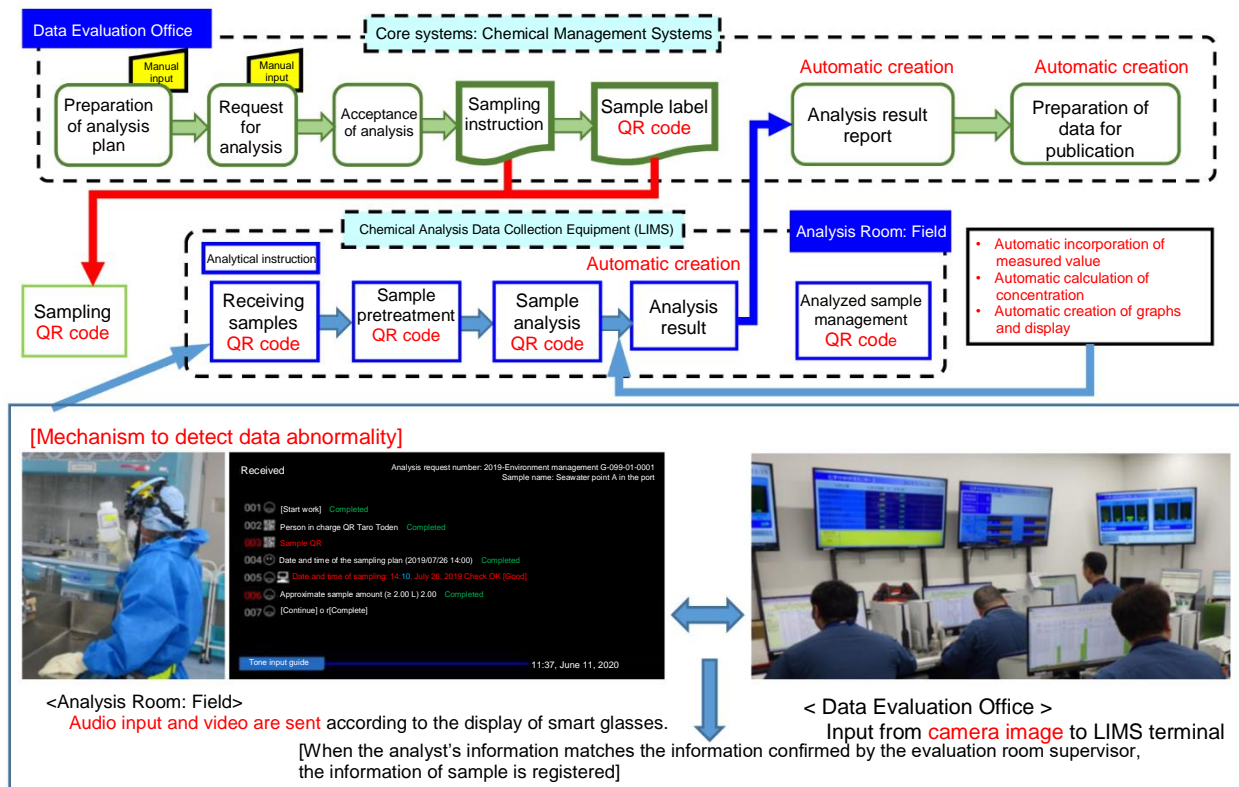 Data Evaluation Office
Core systems: Chemical Management Systems
Manual
input
Manual
input
Automatic creation
Automatic creation
Preparation
of analysis
plan
Request
for
analysis
Acceptance
of analysis
Sampling
instruction
Sample label
QR code
Analysis result
report
Preparation of
data for
publication
Chemical Analysis Data Collection Equipment (LIMS)
Analysis Room: Field
Analytical instruction
Automatic creation
• Automatic incorporation of
measured value
• Automatic calculation of
concentration
• Automatic creation of graphs
and display
Sampling
QR code
Receiving
samples
QR code
Sample
pretreatment
QR code
Sample
analysis
QR code
Analysis
result
Analyzed sample
management
QR code
[Mechanism to detect data abnormality]
Received
Analysis request number: 2019-Environment management G-099-01-0001
Sample name: Seawater point A in the port
001 [Start work] Completed
002 Person in charge QR Taro Toden Completed
003 Sample QR
004 Date and time of the sampling plan (2019/07/26 14:00) Completed
005 Date and time of sampling: 14:10, July 26, 2019 Check OK [Good]
006 Approximate sample amount (≥ 2.00 L) 2.00 Completed
007 [Continue] o r[Complete]
Tone input guide
11:37, June 11, 2020
<Analysis Room: Field>
Audio input and video are sent according to the display of smart glasses.
< Data Evaluation Office >
Input from camera image to LIMS terminal
[When the analyst's information matches the information confirmed by the evaluation room supervisor,
the information of sample is registered]